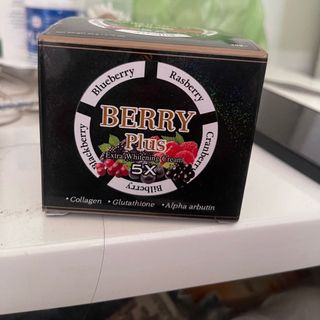 Blueberry
Rasberry
Blackberry
Cranberry
BERRY
Plus
Extra Whitening Cream
5X
Bilberry
• Collagen • Glutathione • Alpha arbutin